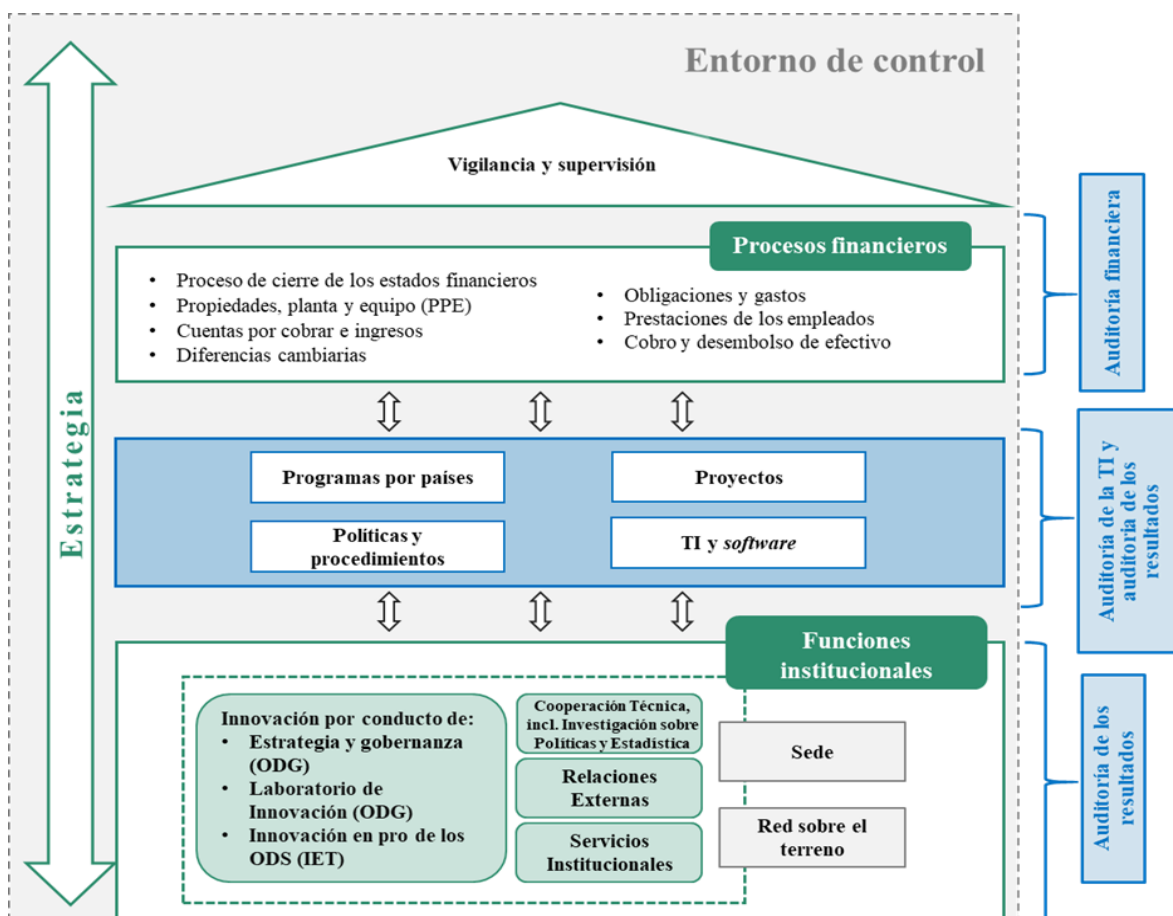 Entorno de control
Estrategia
Vigilancia y supervisión
Procesos financieros
• Proceso de cierre de los estados financieros
• Propiedades, planta y equipo (PPE)
• Cuentas por cobrar e ingresos
• Diferencias cambiarias
• Obligaciones y gastos
• Prestaciones de los empleados
• Cobro y desembolso de efectivo
Auditoría financiera
Programas por países
Proyectos
Políticas y
procedimientos
TI y software
Auditoría de la TI y
auditoría de los
resultados
Funciones
institucionales
Innovación por conducto de:
• Estrategia y gobernanza
(ODG)
• Laboratorio de
Innovación (ODG)
• Innovación en pro de los
ODS (IET)
Cooperación Técnica,
incl. Investigación sobre
Políticas y Estadística
Relaciones
Externas
Servicios
Institucionales
Sede
Red sobre el
terreno
Auditoría de los
resultados